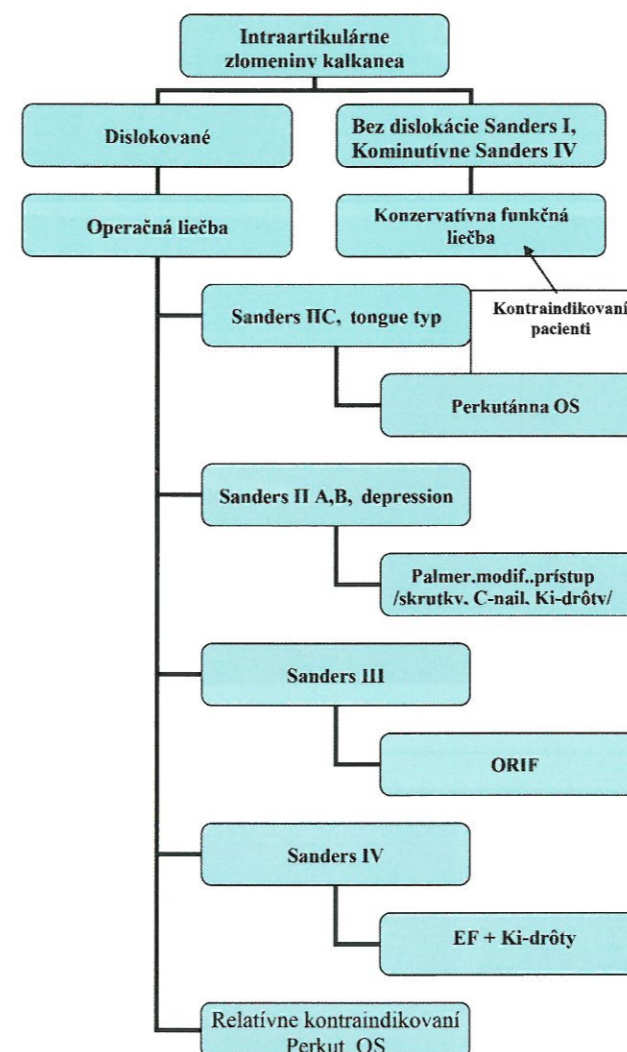 Intraartikulárne
zlomeniny kalkanea
Dislokované
Bez dislokácie Sanders I,
Kominutívne Sanders IV
Operačná liečba
Konzervatívna funkčná
liečba
Kontraindikovaní
pacienti
Sanders IIC, tongue typ
Perkutánna OS
Sanders II A,B, depression
Palmer.modif..prístup
/skrutky, C-nail, Ki-drôty/
Sanders III
ORIF
Sanders IV
EF + Ki-drôty
Relatívne kontraindikovaní
Perkut OS